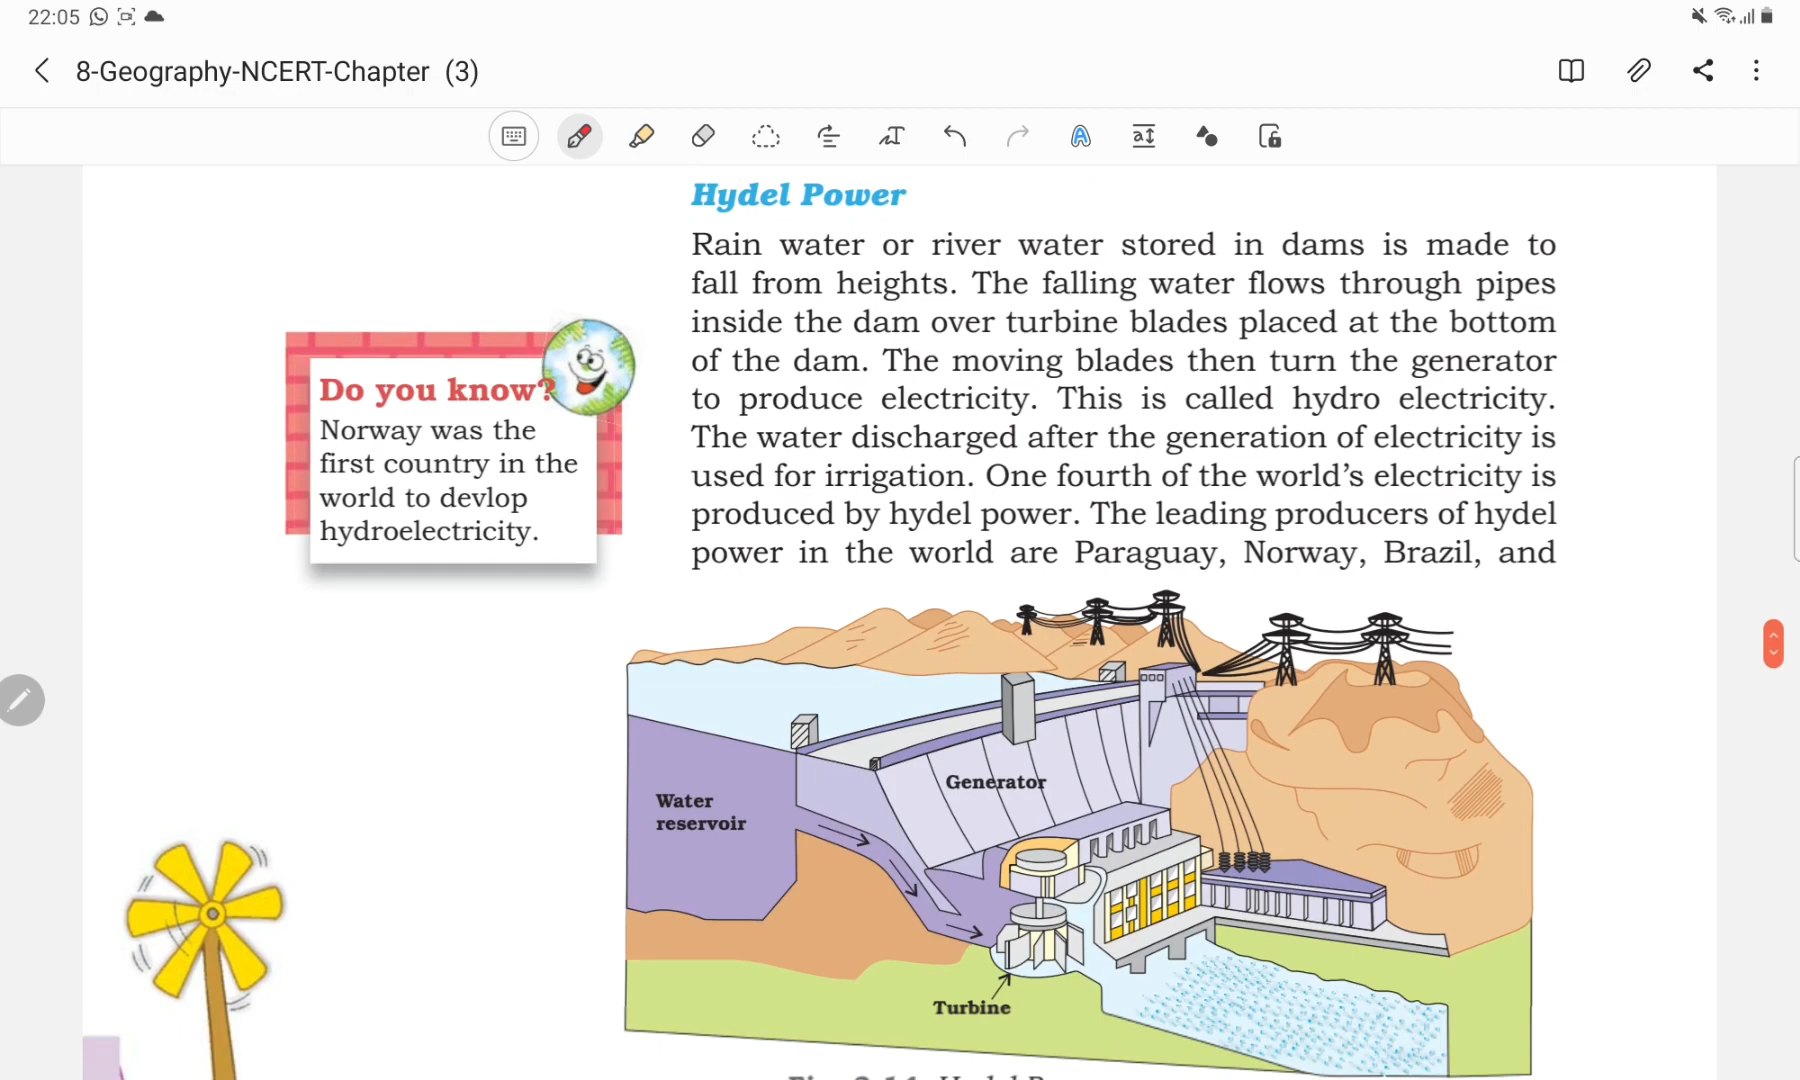 22:05
8-Geography-NCERT-Chapter (3)
Hydel Power
Rain water or river water stored in dams is made to
fall from heights. The falling water flows through pipes
inside the dam over turbine blades placed at the bottom
of the dam. The moving blades then turn the generator
to produce electricity. This is called hydro electricity.
The water discharged after the generation of electricity is
used for irrigation. One fourth of the world's electricity is
produced by hydel power. The leading producers of hydel
power in the world are Paraguay, Norway, Brazil, and
Do you know?
Norway was the
first country in the
world to devlop
hydroelectricity.
Generator
Water
reservoir
Turbine